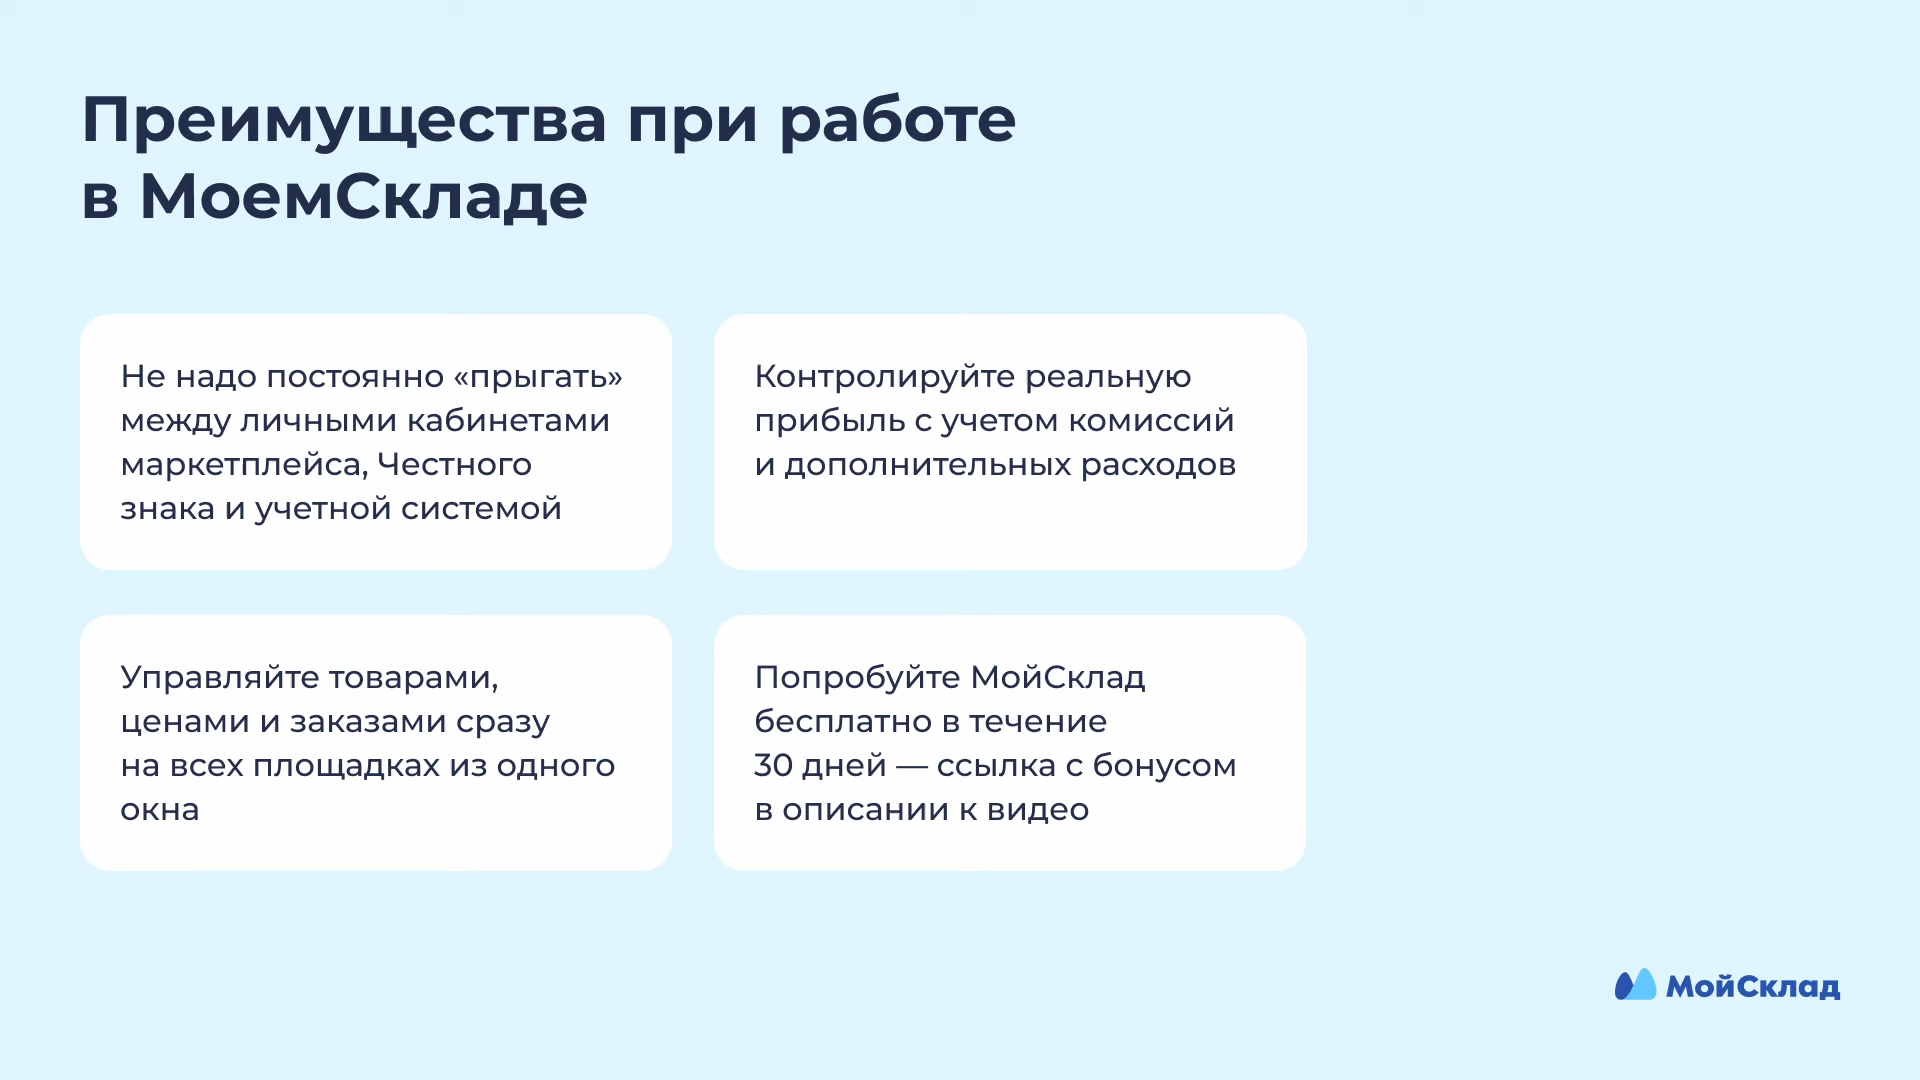 Преимущества при работе
в МоемСкладе
Не надо постоянно «прыгать»
между личными кабинетами
маркетплейса, Честного
знака и учетной системой
Контролируйте реальную
прибыль с учетом комиссий
и дополнительных расходов
Управляйте товарами,
ценами и заказами сразу
на всех площадках из одного
окна
Попробуйте МойСклад
бесплатно в течение
30 дней — ссылка с бонусом
в описании к видео
МойСклад